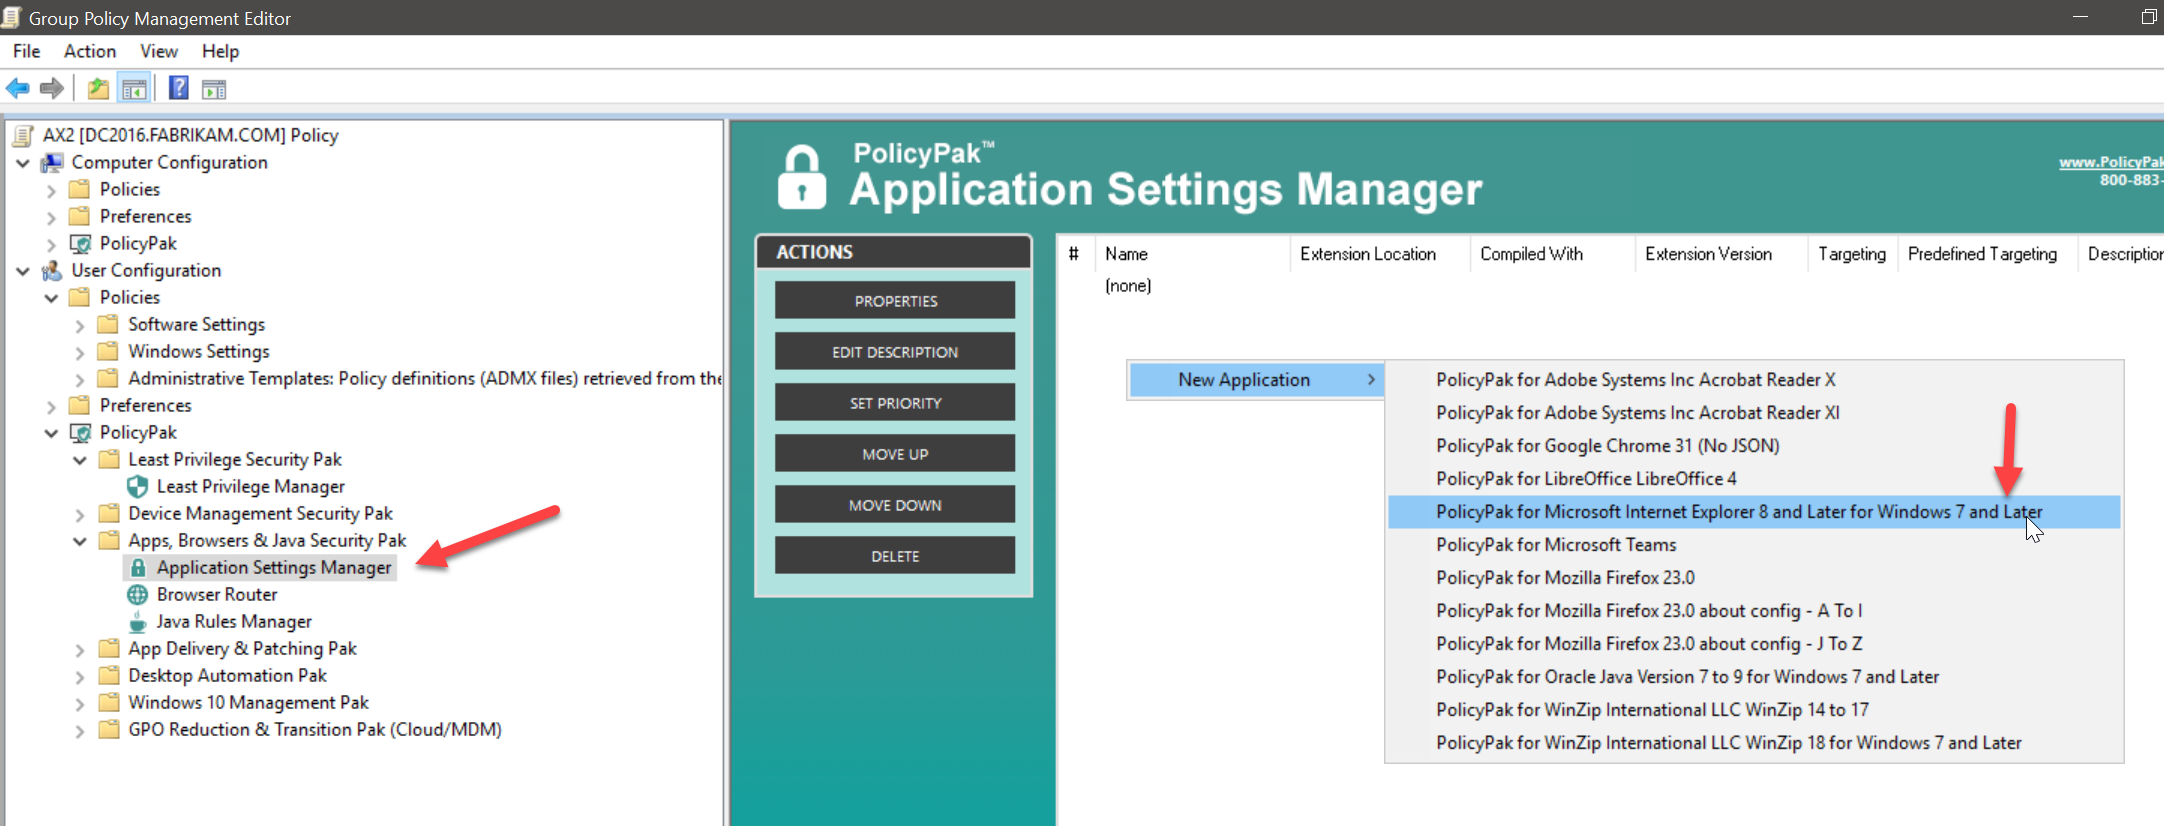 Group Policy Management Editor
File Action View Help
AX2 [DC2016.FABRIKAM.COM] Policy
Computer Configuration
Policies
Preferences
PolicyPak
User Configuration
Policies
Software Settings
Windows Settings
Administrative Templates: Policy definitions (ADMX files) retrieved from the
Preferences
PolicyPak
Least Privilege Security Pak
Least Privilege Manager
Device Management Security Pak
Apps, Browsers & Java Security Pak
Application Settings Manager
Browser Router
Java Rules Manager
App Delivery & Patching Pak
Desktop Automation Pak
Windows 10 Management Pak
GPO Reduction & Transition Pak (Cloud/MDM)
PolicyPak™
Application Settings Manager
www.PolicyPak
800-883-
ACTIONS
PROPERTIES
EDIT DESCRIPTION
SET PRIORITY
MOVE UP
MOVE DOWN
DELETE
# Name Extension Location Compiled With Extension Version Targeting Predefined Targeting Description
(none)
New Application
PolicyPak for Adobe Systems Inc Acrobat Reader X
PolicyPak for Adobe Systems Inc Acrobat Reader XI
PolicyPak for Google Chrome 31 (No JSON)
PolicyPak for LibreOffice LibreOffice 4
PolicyPak for Microsoft Internet Explorer 8 and Later for Windows 7 and Later
PolicyPak for Microsoft Teams
PolicyPak for Mozilla Firefox 23.0
PolicyPak for Mozilla Firefox 23.0 about config - A To I
PolicyPak for Mozilla Firefox 23.0 about config - J To Z
PolicyPak for Oracle Java Version 7 to 9 for Windows 7 and Later
PolicyPak for WinZip International LLC WinZip 14 to 17
PolicyPak for WinZip International LLC WinZip 18 for Windows 7 and Later